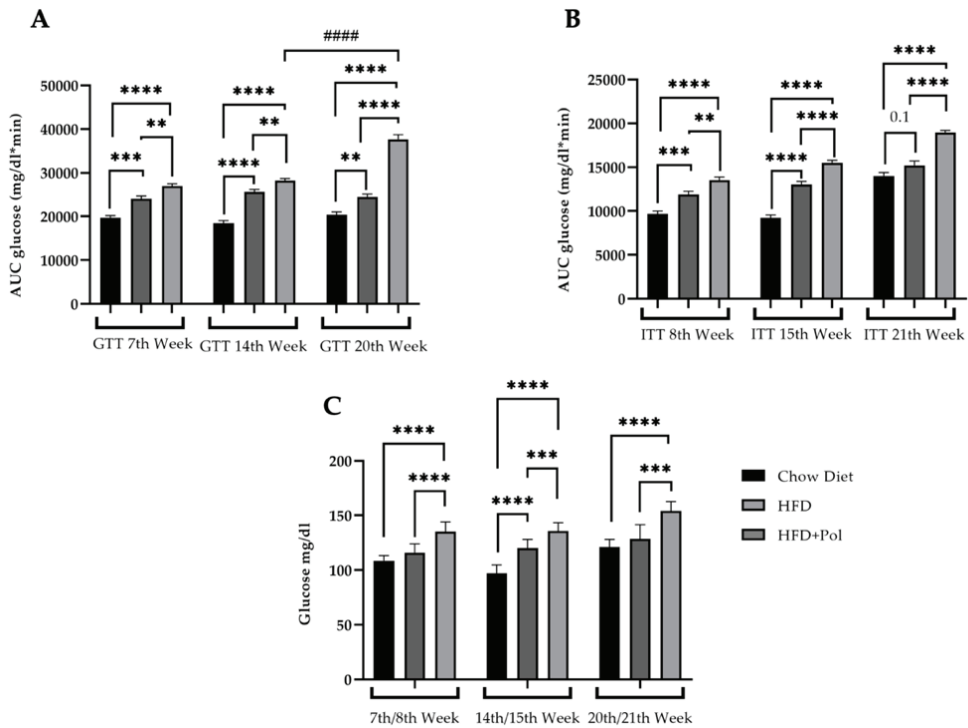 A
####
****
****
****
50000
****
****
**
**
40000
***
****
**
30000
20000
10000
0
AUC glucose (mg/dl*min)
GTT 7th Week
GTT 14th Week
GTT 20th Week
B
****
25000
****
****
****
0.1
**
****
20000
***
****
15000
10000
5000
0
AUC glucose (mg/dl*min)
ITT 8th Week
ITT 15th Week
ITT 21th Week
C
****
****
****
***
***
****
****
200
150
100
50
0
Glucose mg/dl
7th/8th Week
14th/15th Week
20th/21th Week
Chow Diet
HFD
HFD+Pol